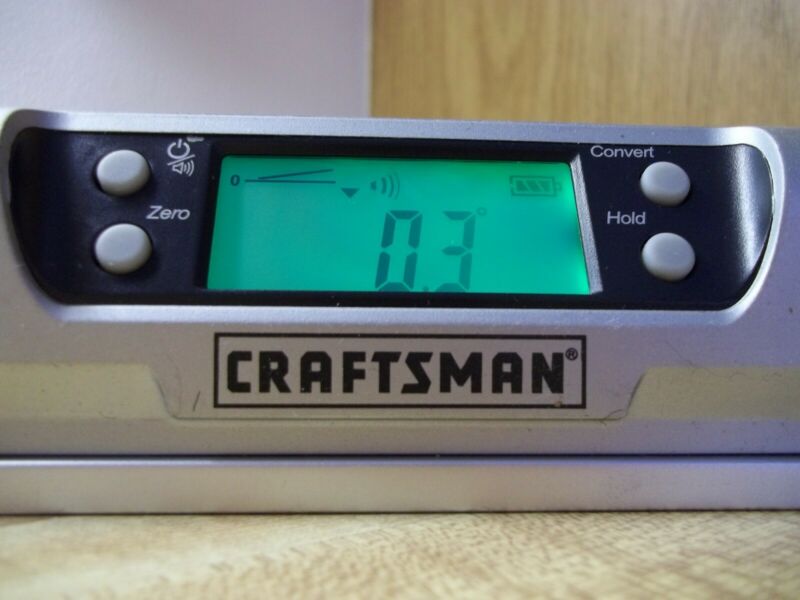 Convert
Zero
Hold
0
0.3°
CRAFTSMAN®